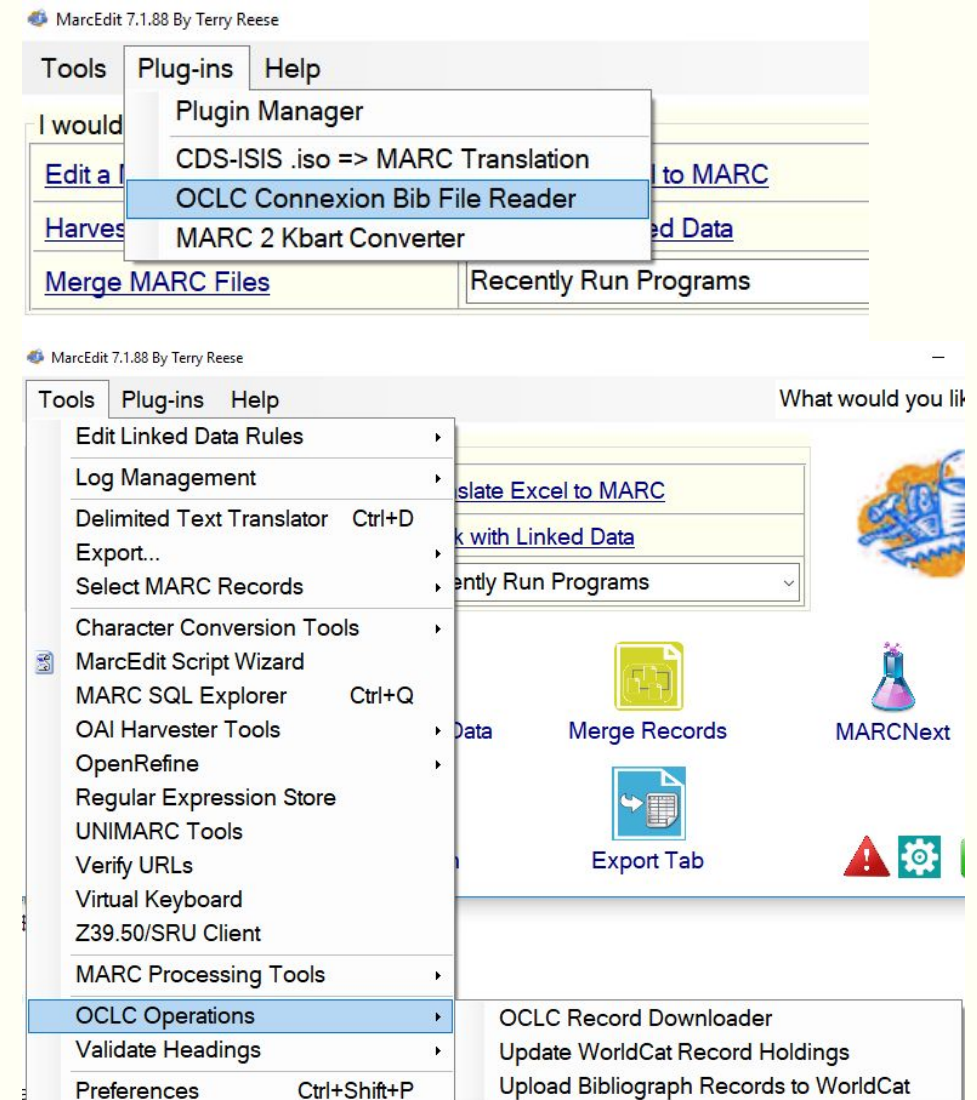 MarcEdit 7.1.88 By Terry Reese
Tools Plug-ins Help
Plugin Manager
I would
CDS-ISIS .iso => MARC Translation
Edit a l to MARC
OCLC Connexion Bib File Reader
Harves ed Data
MARC 2 Kbart Converter
Merge MARC Files Recently Run Programs
MarcEdit 7.1.88 By Terry Reese
Tools Plug-ins Help What would you lik
Edit Linked Data Rules
Log Management slate Excel to MARC
Delimited Text Translator Ctrl+D
Export... k with Linked Data
Select MARC Records ently Run Programs
Character Conversion Tools
MarcEdit Script Wizard
MARC SQL Explorer Ctrl+Q
OAI Harvester Tools Data Merge Records MARCNext
OpenRefine
Regular Expression Store
UNIMARC Tools
Verify URLs Export Tab
Virtual Keyboard
Z39.50/SRU Client
MARC Processing Tools
OCLC Operations OCLC Record Downloader
Validate Headings Update WorldCat Record Holdings
Preferences Ctrl+Shift+P Upload Bibliograph Records to WorldCat